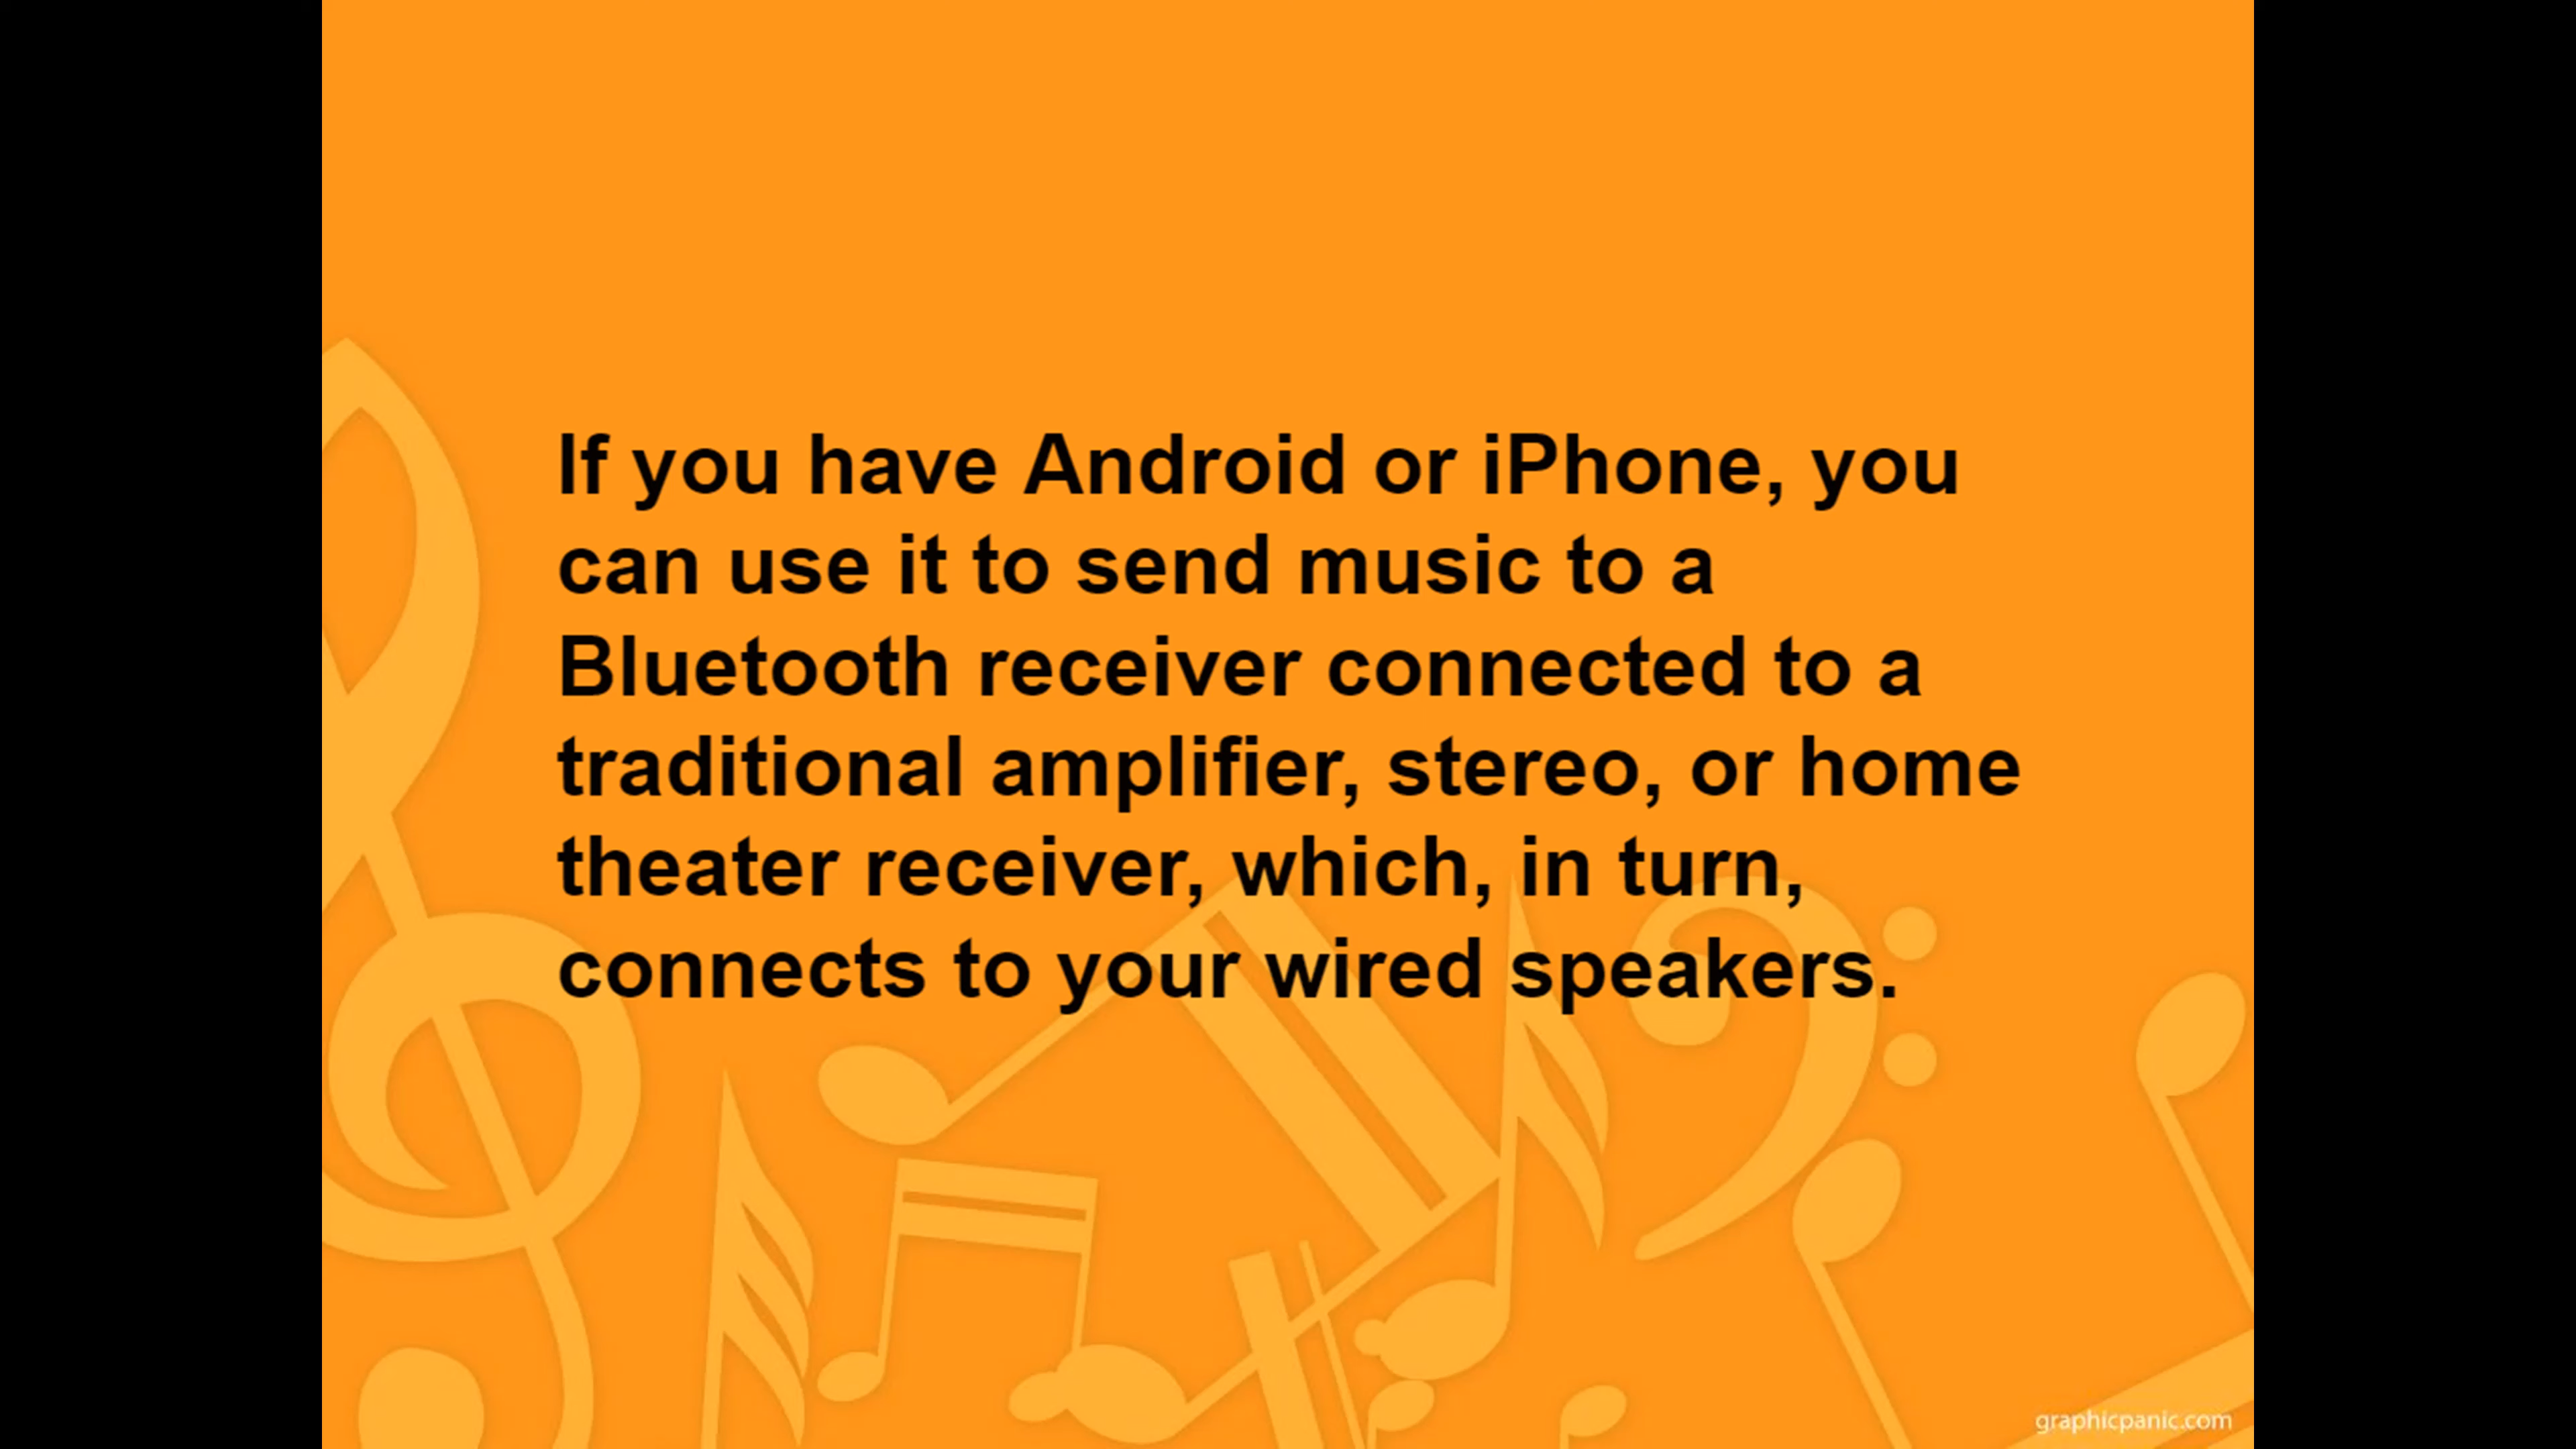 If you have Android or iPhone, you
can use it to send music to a
Bluetooth receiver connected to a
traditional amplifier, stereo, or home
theater receiver, which, in turn,
connects to your wired speakers.
graphicpanic.com